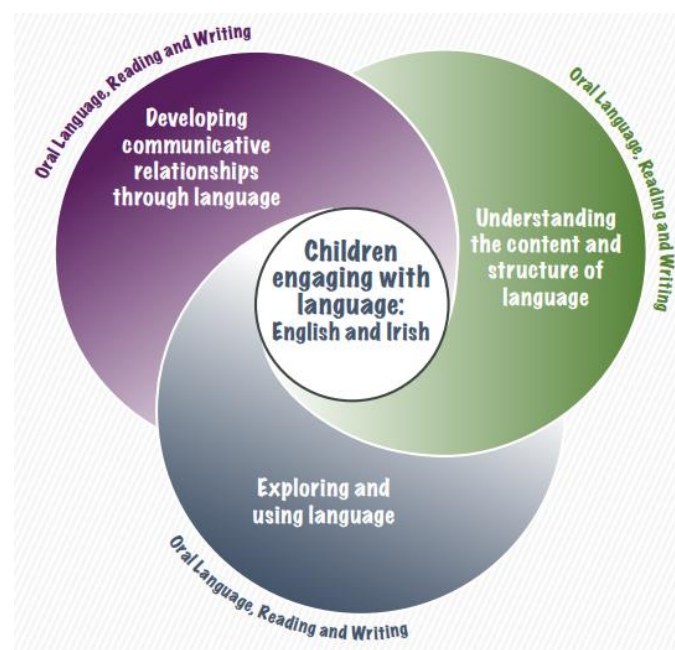 Oral Language, Reading and Writing
Developing
communicative
relationships
through language
Oral Language, Reading and Writing
Understanding
the content and
structure of
language
Children
engaging with
language:
English and Irish
Exploring and
using language
Oral Language, Reading and Writing